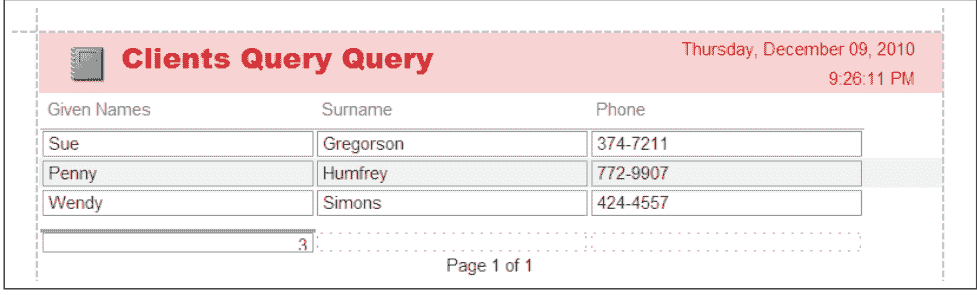 Clients Query Query
Thursday, December 09, 2010
9:26:11 PM
Given Names Surname Phone
Sue Gregorson 374-7211
Penny Humfrey 772-9907
Wendy Simons 424-4557
3
Page 1 of 1